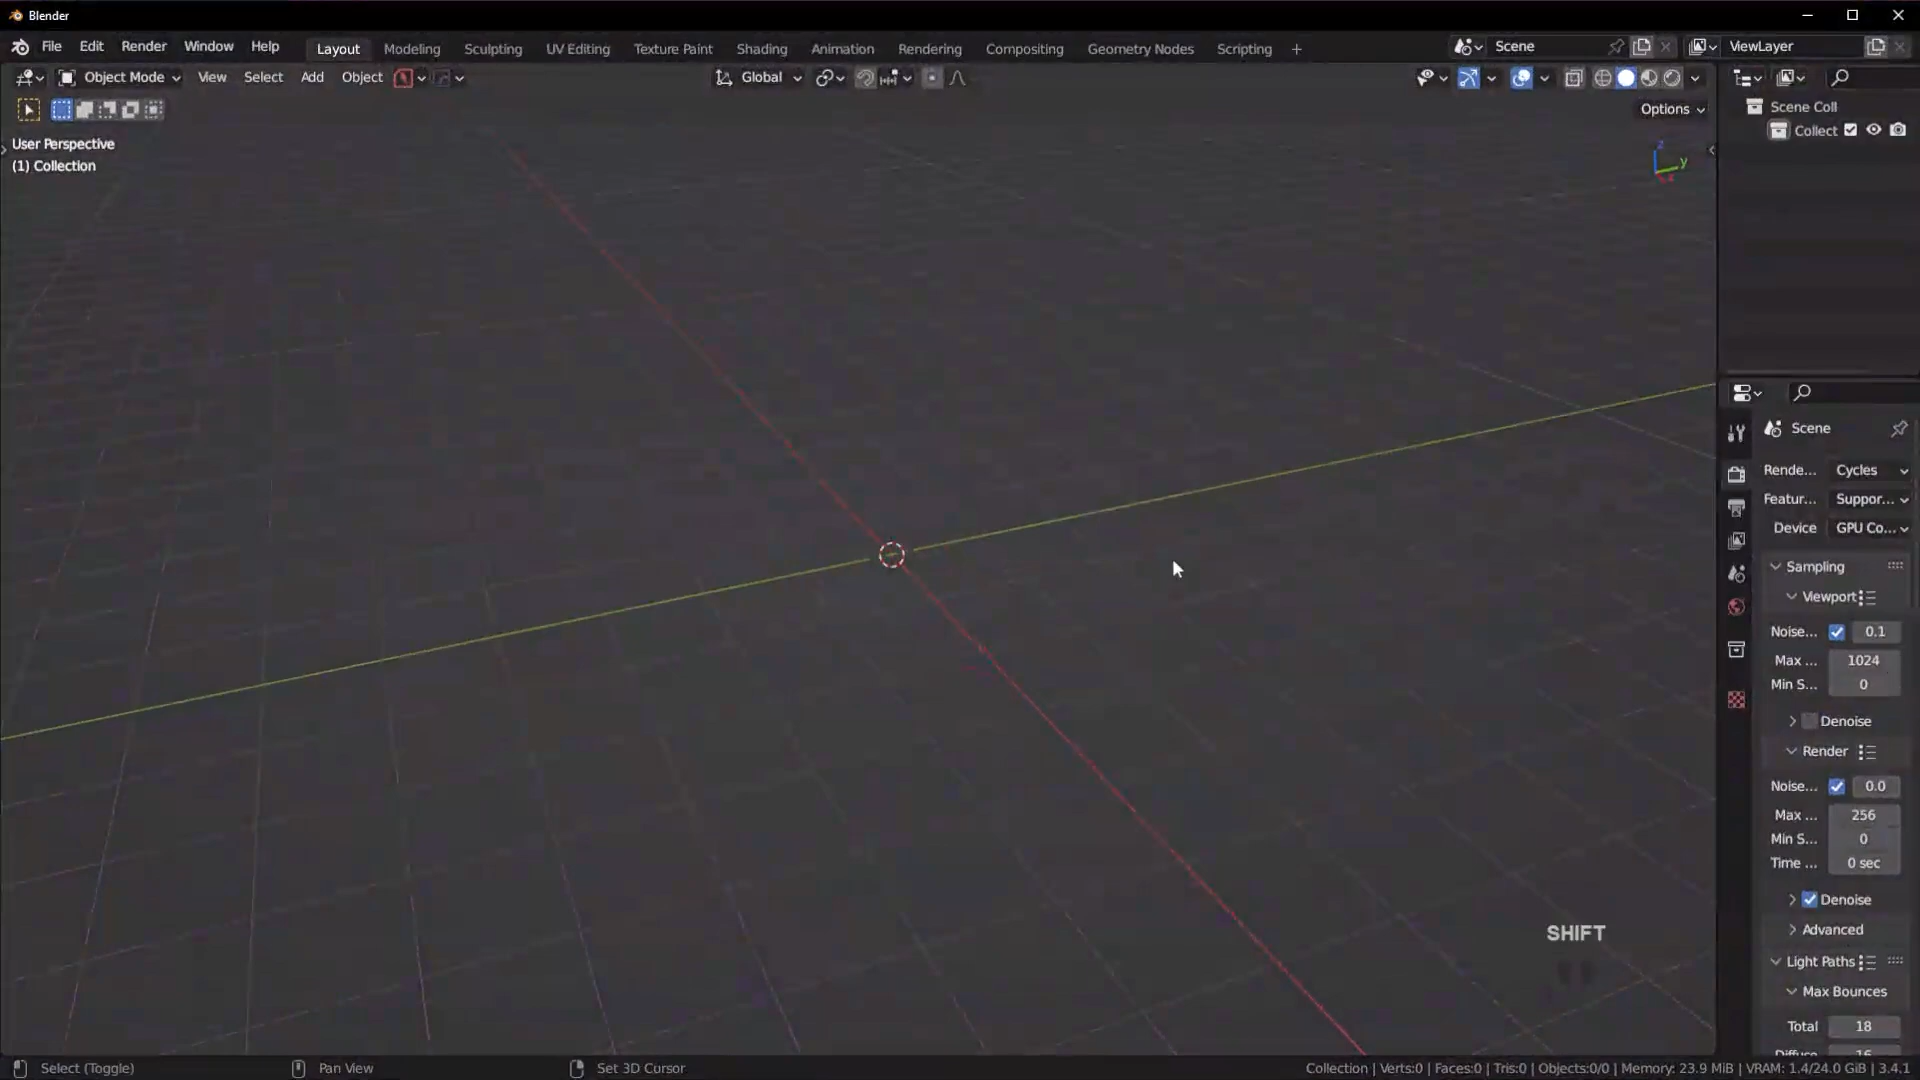 Blender
File Edit Render Window Help Layout Modeling Sculpting UV Editing Texture Paint Shading Animation Rendering Compositing Geometry Nodes Scripting + Scene ViewLayer
Object Mode View Select Add Object Global
Options
User Perspective
(1) Collection
z
y
x
Scene Coll
Collect
Scene
Rende... Cycles
Featur... Suppor...
Device GPU Co...
Sampling
Viewport
Noise... 0.1
Max ... 1024
Min S... 0
Denoise
Render
Noise... 0.0
Max ... 256
Min S... 0
Time ... 0 sec
Denoise
Advanced
Light Paths
Max Bounces
Total 18
SHIFT
Select (Toggle) Pan View Set 3D Cursor Collection | Verts:0 | Faces:0 | Tris:0 | Objects:0/0 | Memory: 23.9 MiB | VRAM: 1.4/24.0 GiB | 3.4.1